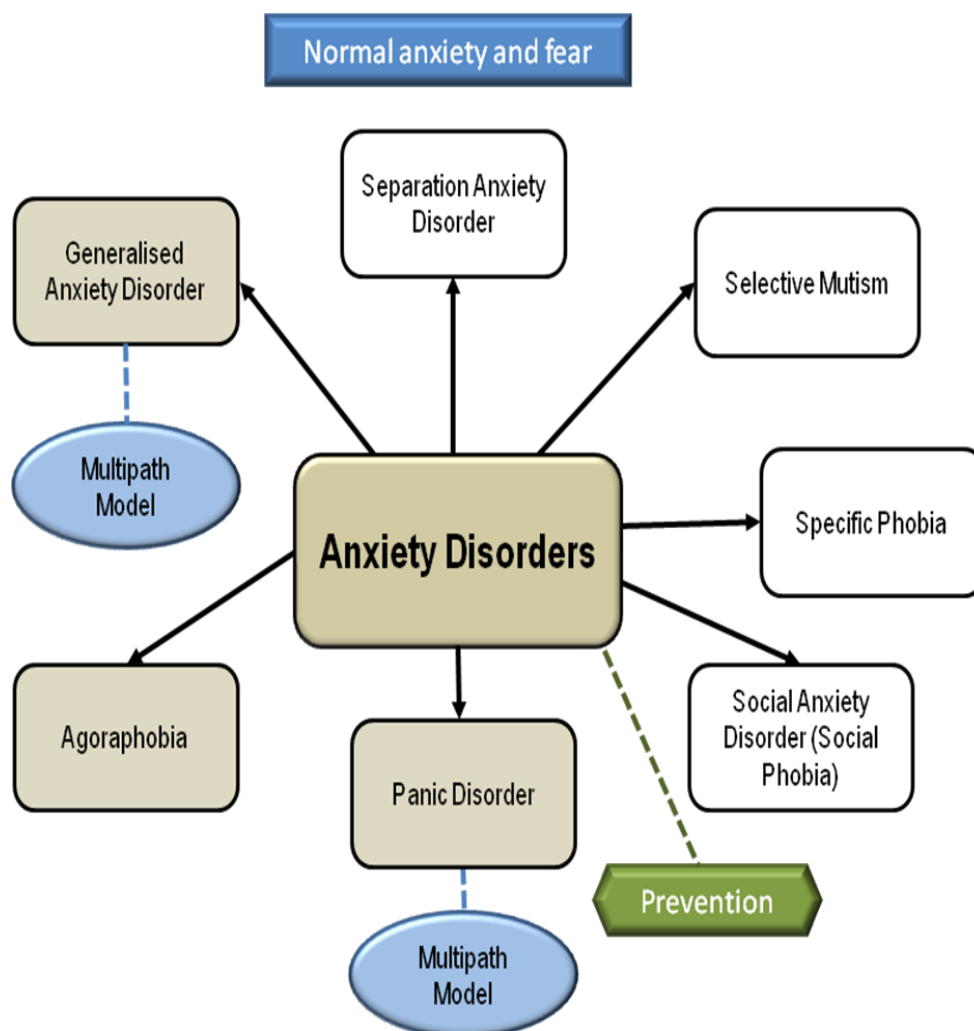 Normal anxiety and fear
Separation Anxiety
Disorder
Generalised
Anxiety Disorder
Selective Mutism
Multipath
Model
Specific Phobia
Anxiety Disorders
Agoraphobia
Social Anxiety
Disorder (Social
Phobia)
Panic Disorder
Prevention
Multipath
Model